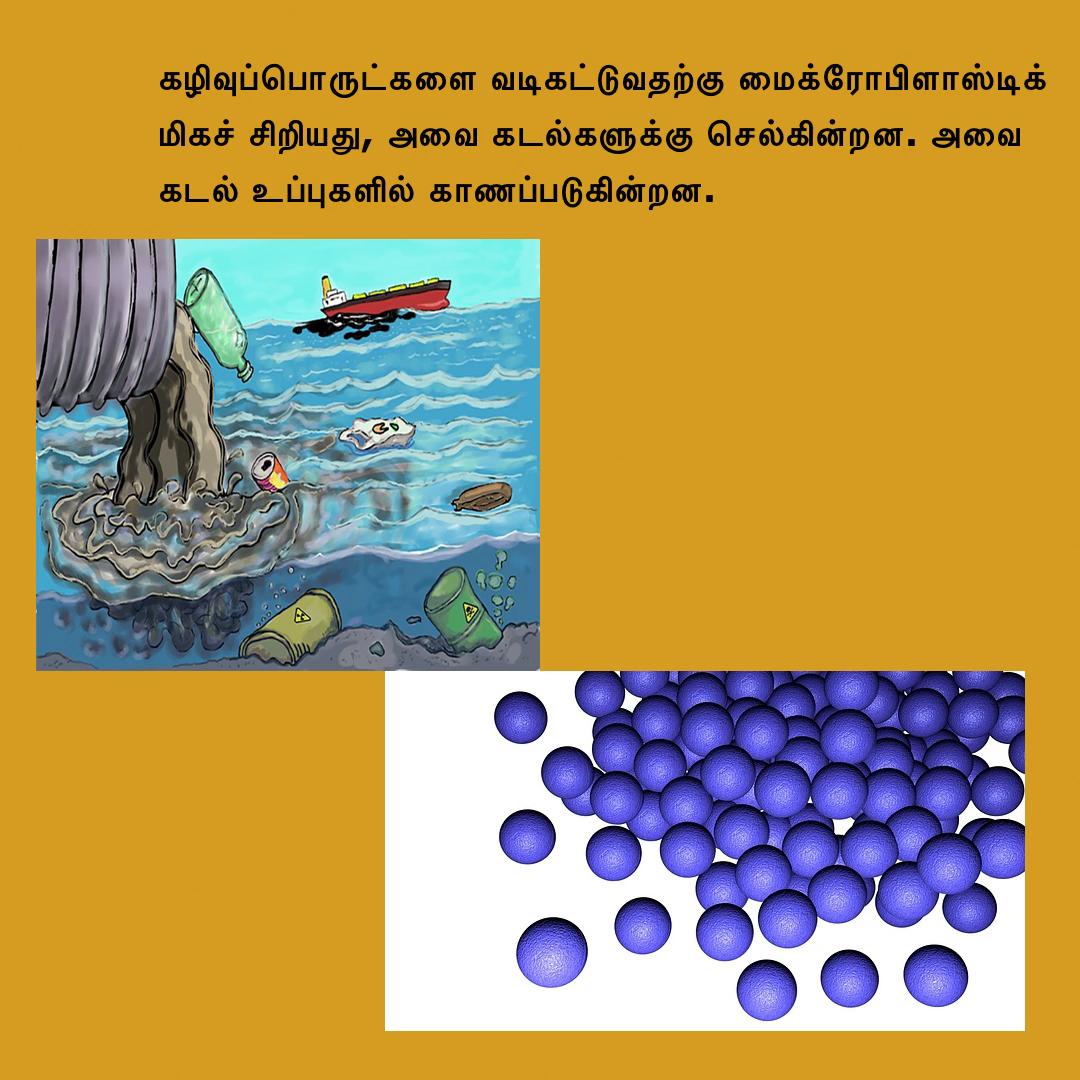 கழிவுப்பொருட்களை வடிகட்டுவதற்கு மைக்ரோபிளாஸ்டிக்
மிகச் சிறியது, அவை கடல்களுக்கு செல்கின்றன. அவை
கடல் உப்புகளில் காணப்படுகின்றன.